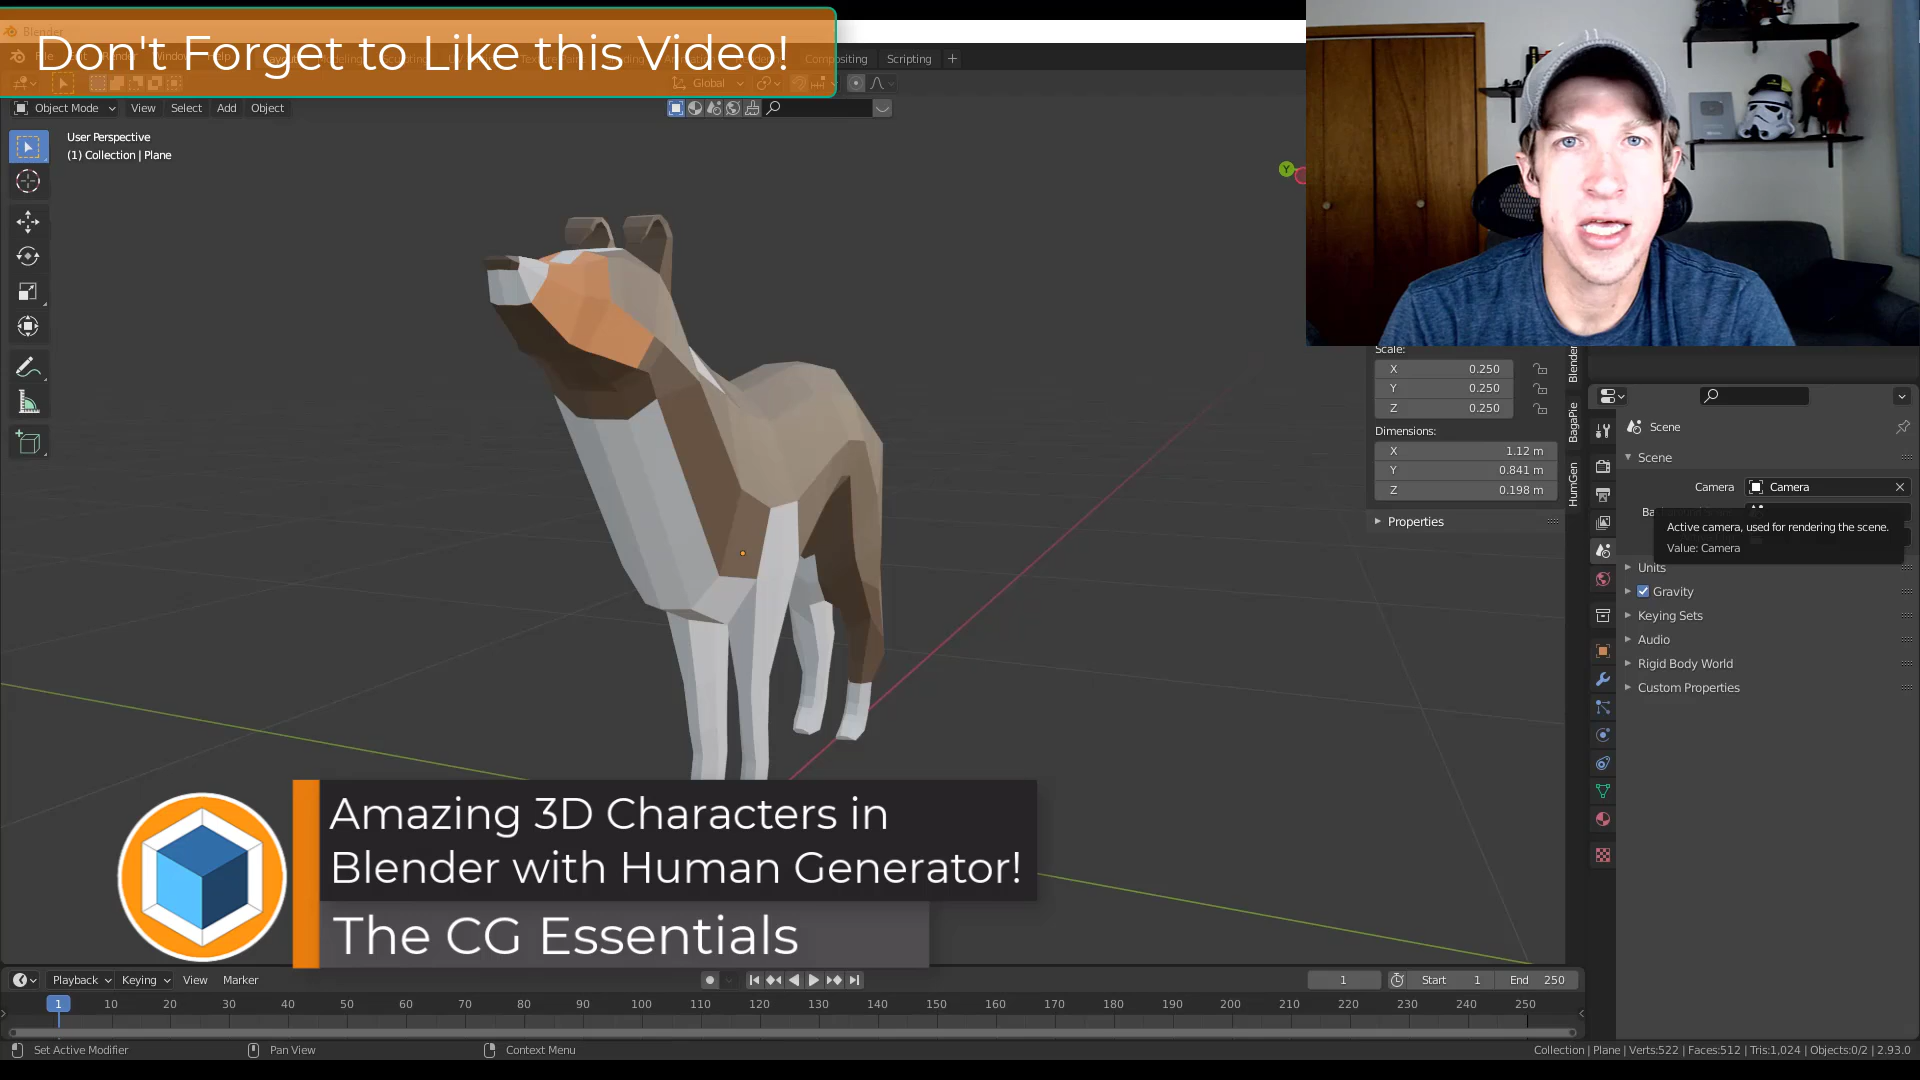 Blender
Don't Forget to Like this Video!
Compositing
Scripting
+
Global
Object Mode
View
Select
Add
Object
User Perspective
(1) Collection | Plane
Y
Scale:
X 0.250
Y 0.250
Z 0.250
Dimensions:
X 1.12 m
Y 0.841 m
Z 0.198 m
Properties
Blender
BagaPie
HumGen
Scene
Scene
Camera
Camera
Active camera, used for rendering the scene.
Value: Camera
Units
Gravity
Keying Sets
Audio
Rigid Body World
Custom Properties
Amazing 3D Characters in
Blender with Human Generator!
The CG Essentials
Playback
Keying
View
Marker
1
Start 1
End 250
1 10 20 30 40 50 60 70 80 90 100 110 120 130 140 150 160 170 180 190 200 210 220 230 240 250
Set Active Modifier
Pan View
Context Menu
Collection | Plane | Verts:522 | Faces:512 | Tris:1,024 | Objects:0/2 | 2.93.0